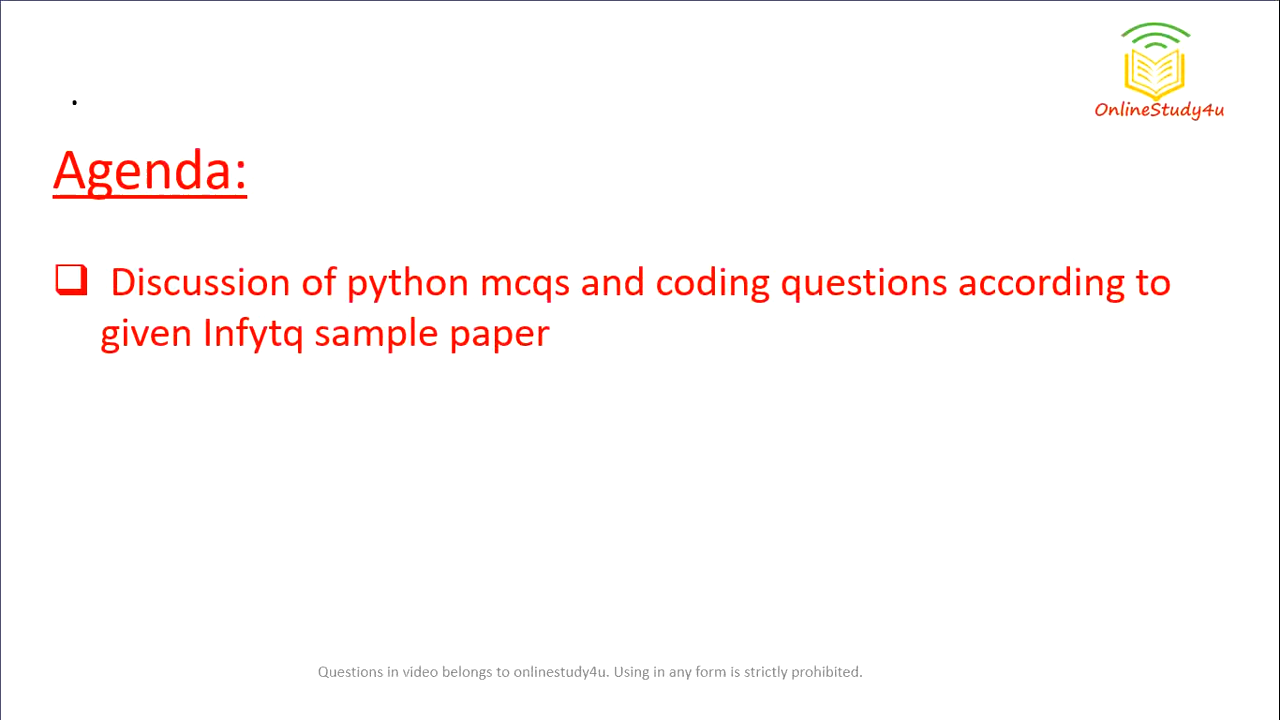 OnlineStudy4u
.
Agenda:
❑ Discussion of python mcqs and coding questions according to
given Infytq sample paper
Questions in video belongs to onlinestudy4u. Using in any form is strictly prohibited.